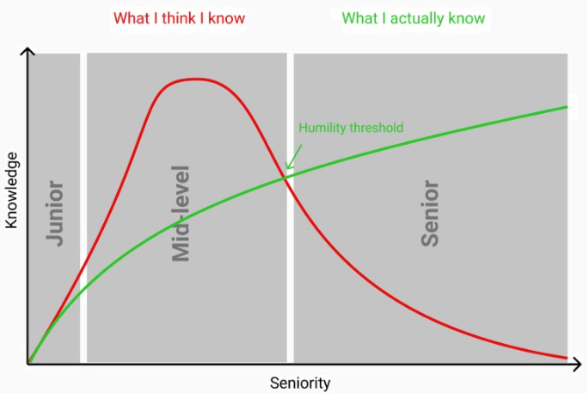 What I think I know
What I actually know
Humility threshold
Knowledge
Junior
Mid-level
Senior
Seniority